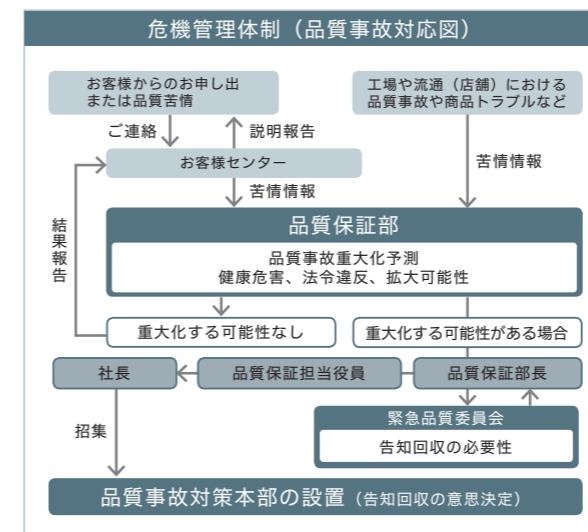 危機管理体制（品質事故対応図）
お客様からのお申し出
または品質苦情
工場や流通（店舗）における
品質事故や商品トラブルなど
ご連絡
説明報告
お客様センター
苦情情報
苦情情報
結果報告
品質保証部
品質事故重大化予測
健康危害、法令違反、拡大可能性
重大化する可能性なし
重大化する可能性がある場合
社長
品質保証担当役員
品質保証部長
招集
緊急品質委員会
告知回収の必要性
品質事故対策本部の設置（告知回収の意思決定）